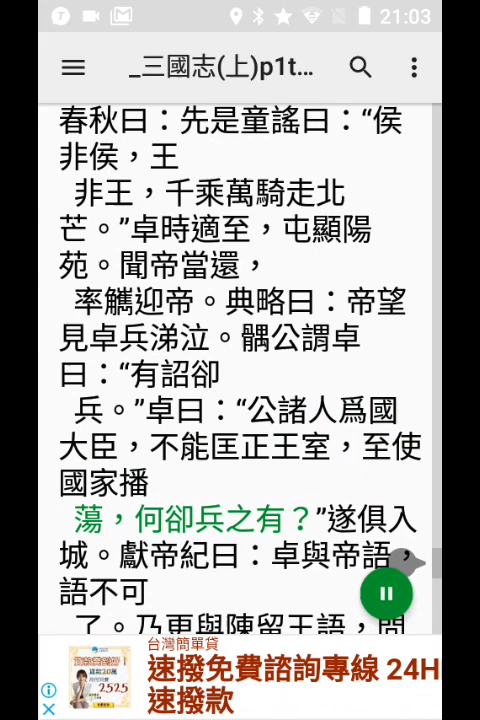 21:03
_三國志(上)p1t...
春秋曰：先是童謠曰：“侯
非侯，王
非王，千乘萬騎走北
芒。”卓時適至，屯顯陽
苑。聞帝當還，
率觽迎帝。典略曰：帝望
見卓兵涕泣。髃公謂卓
曰：“有詔卻
兵。”卓曰：“公諸人爲國
大臣，不能匡正王室，至使
國家播
蕩，何卻兵之有？”遂俱入
城。獻帝紀曰：卓與帝語，
語不可
了。乃更與陳留王語，問
台灣簡單貸
速撥免費諮詢專線 24H
速撥款